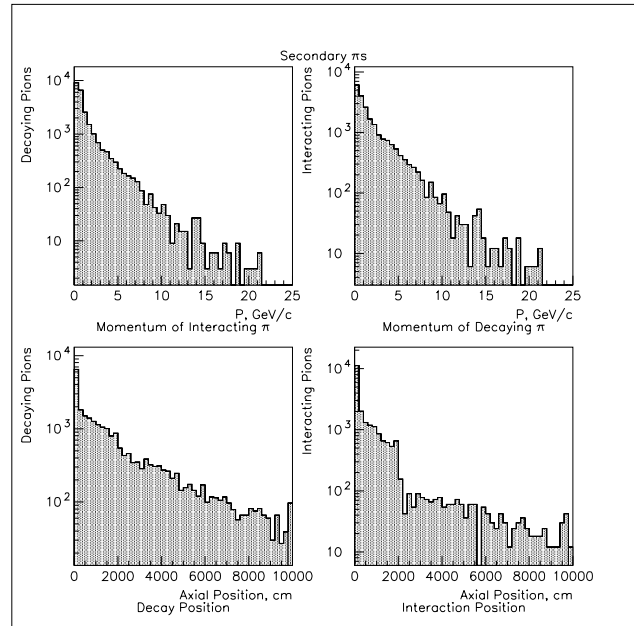 Secondary πs
Decaying Pions
10⁴
10³
10²
10
0 5 10 15 20 25
P, GeV/c
Momentum of Interacting π
Interacting Pions
10⁴
10³
10²
10
0 5 10 15 20 25
P, GeV/c
Momentum of Decaying π
Decaying Pions
10⁴
10³
10²
0 2000 4000 6000 8000 10000
Axial Position, cm
Decay Position
Interacting Pions
10⁴
10³
10²
10
0 2000 4000 6000 8000 10000
Axial Position, cm
Interaction Position